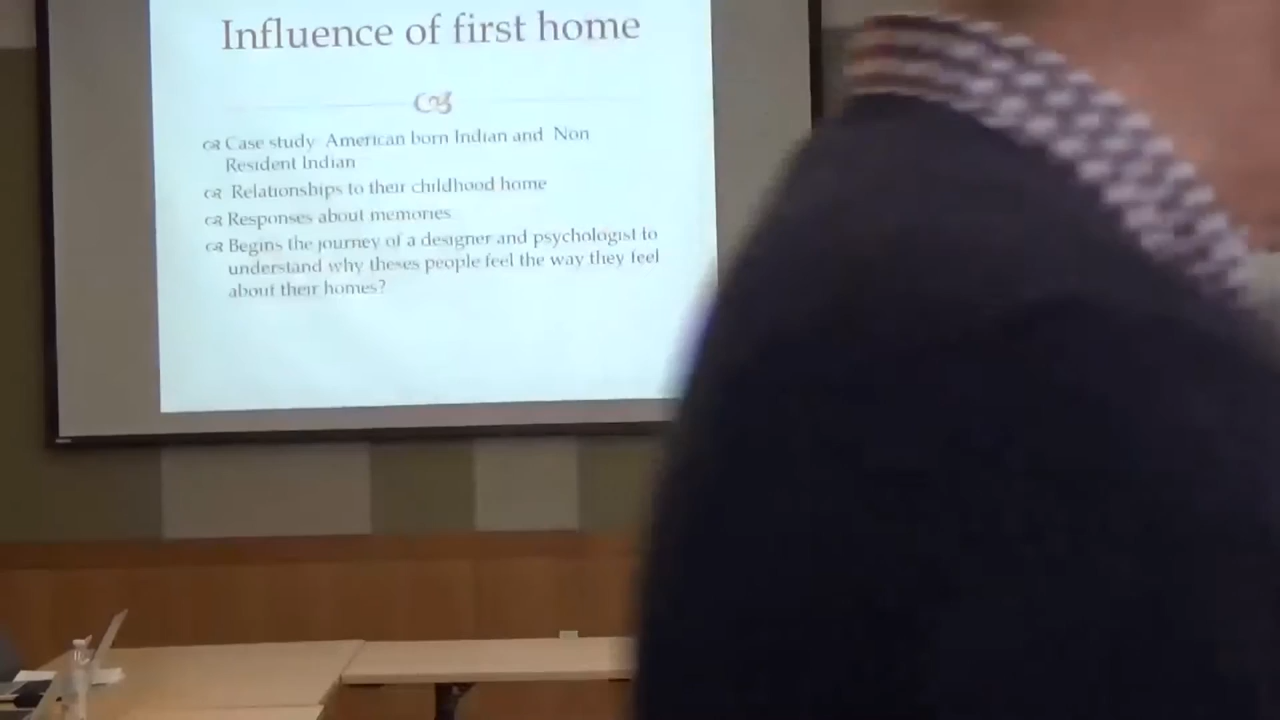 Influence of first home
Case study American born Indian and Non
Resident Indian
Relationships to their childhood home
Responses about memories
Begins the journey of a designer and psychologist to
understand why theses people feel the way they feel
about their homes?